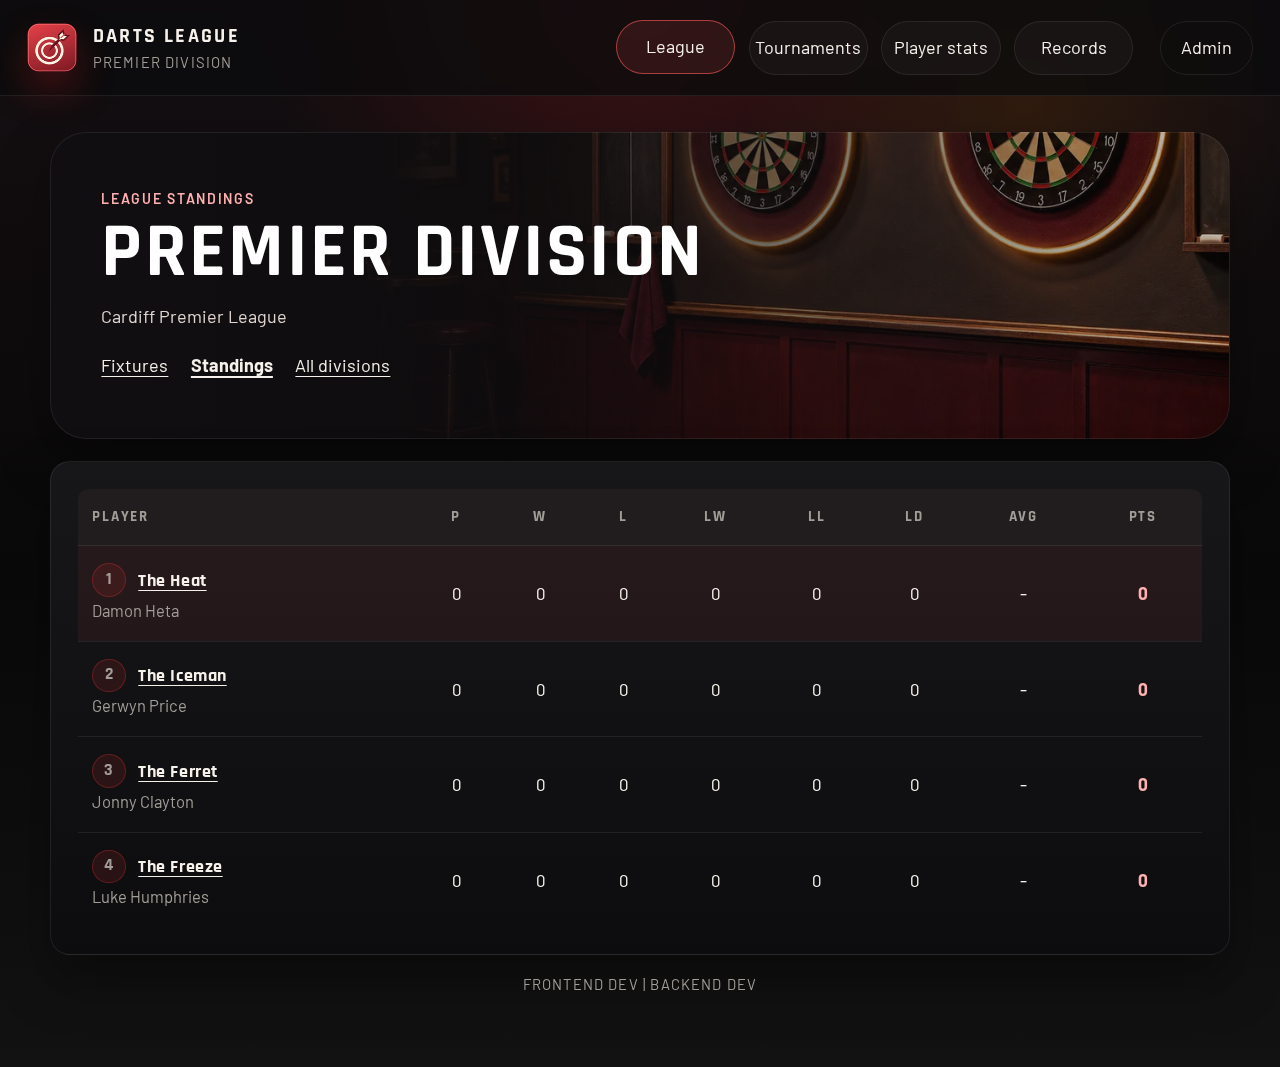 DARTS LEAGUE
PREMIER DIVISION
League
Tournaments
Player stats
Records
Admin
LEAGUE STANDINGS
PREMIER DIVISION
Cardiff Premier League
Fixtures Standings All divisions
PLAYER P W L LW LL LD AVG PTS
1 The Heat
Damon Heta
0 0 0 0 0 0 - 0
2 The Iceman
Gerwyn Price
0 0 0 0 0 0 - 0
3 The Ferret
Jonny Clayton
0 0 0 0 0 0 - 0
4 The Freeze
Luke Humphries
0 0 0 0 0 0 - 0
FRONTEND DEV | BACKEND DEV